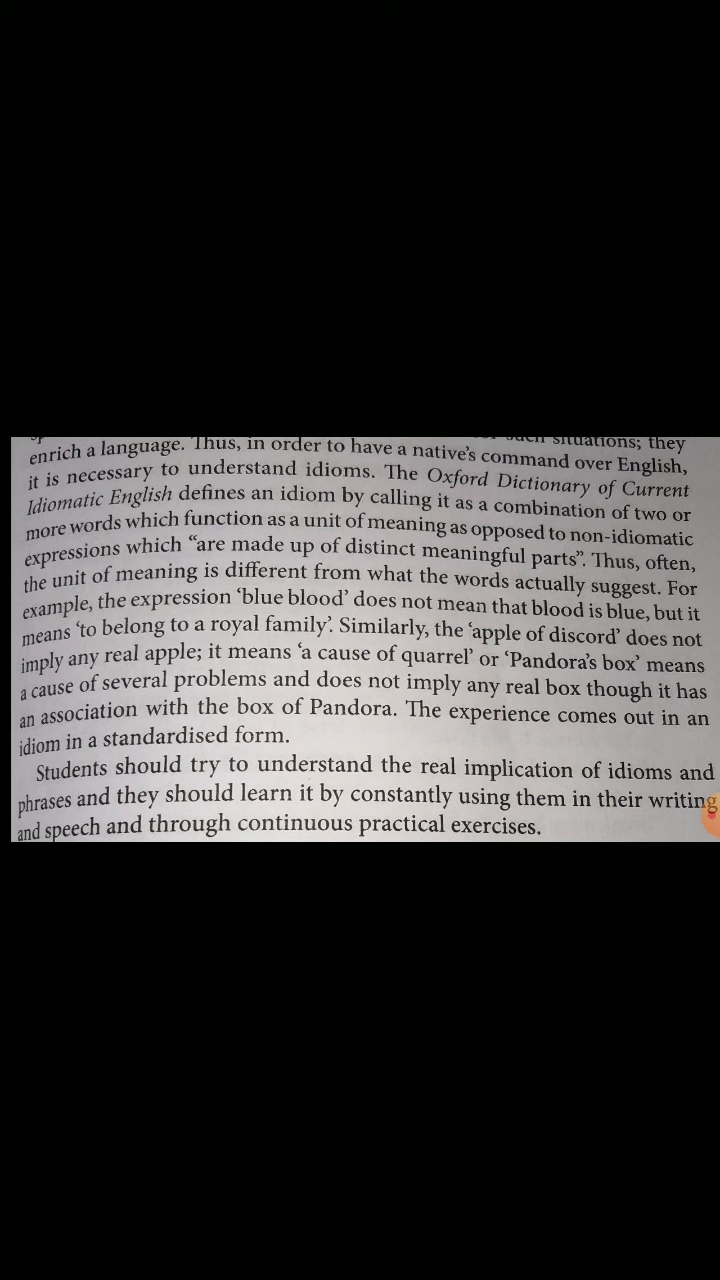 situations; they
enrich a language. Thus, in order to have a native's command over English,
it is necessary to understand idioms. The Oxford Dictionary of Current
Idiomatic English defines an idiom by calling it as a combination of two or
more words which function as a unit of meaning as opposed to non-idiomatic
expressions which “are made up of distinct meaningful parts”. Thus, often,
the unit of meaning is different from what the words actually suggest. For
example, the expression ‘blue blood’ does not mean that blood is blue, but it
means ‘to belong to a royal family’. Similarly, the ‘apple of discord’ does not
imply any real apple; it means ‘a cause of quarrel’ or ‘Pandora’s box’ means
a cause of several problems and does not imply any real box though it has
an association with the box of Pandora. The experience comes out in an
idiom in a standardised form.
Students should try to understand the real implication of idioms and
phrases and they should learn it by constantly using them in their writing
and speech and through continuous practical exercises.